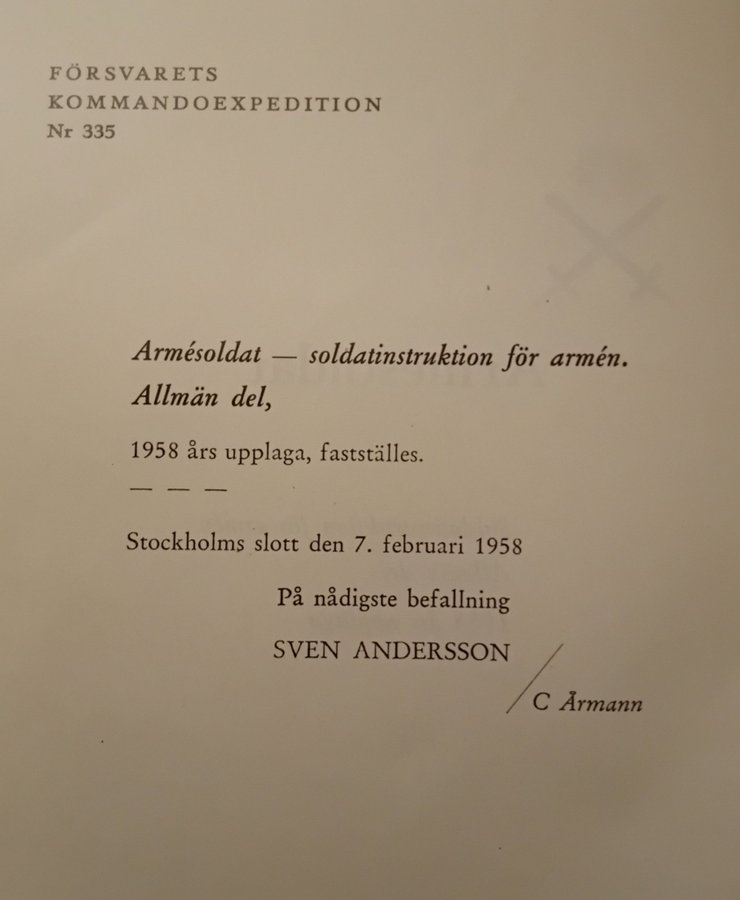 FÖRSVARETS
KOMMANDOEXPEDITION
Nr 335
Armésoldat — soldatinstruktion för armén.
Allmän del,
1958 års upplaga, fastställes.
— — —
Stockholms slott den 7. februari 1958
På nådigste befallning
SVEN ANDERSSON
/ C Årmann